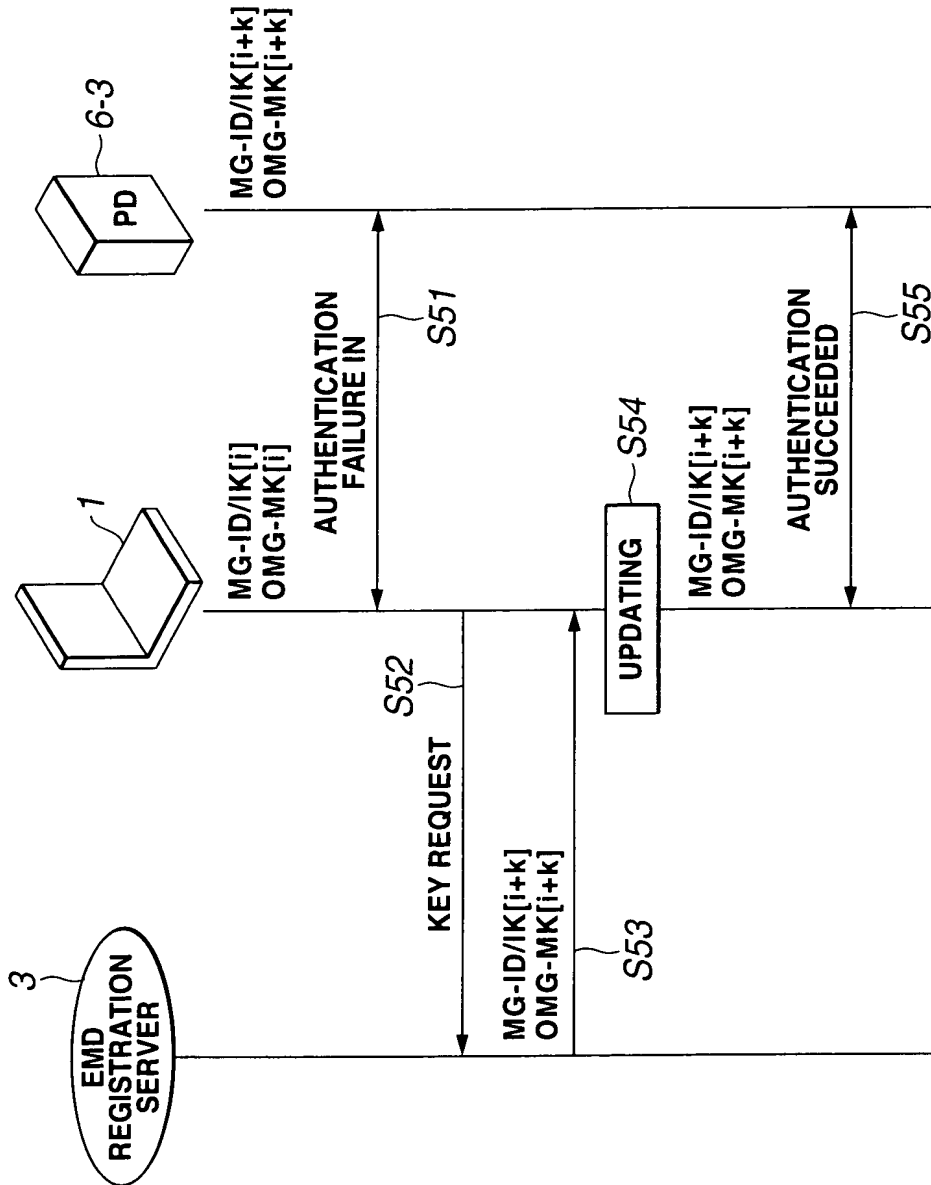 3
EMD
REGISTRATION
SERVER
1
MG-ID/IK[i]
OMG-MK[i]
6-3
PD
MG-ID/IK[i+k]
OMG-MK[i+k]
AUTHENTICATION
FAILURE IN
S51
KEY REQUEST
S52
MG-ID/IK[i+k]
OMG-MK[i+k]
S53
UPDATING
S54
MG-ID/IK[i+k]
OMG-MK[i+k]
AUTHENTICATION
SUCCEEDED
S55